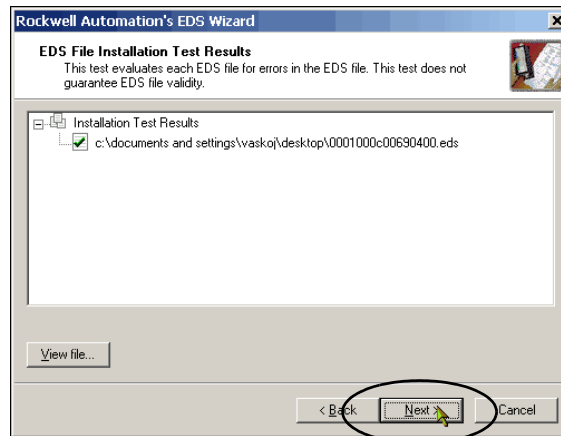 Rockwell Automation's EDS Wizard
EDS File Installation Test Results
This test evaluates each EDS file for errors in the EDS file. This test does not
guarantee EDS file validity.
Installation Test Results
c:\documents and settings\vaskoj\desktop\0001000c00690400.eds
View file...
< Back
Next >
Cancel